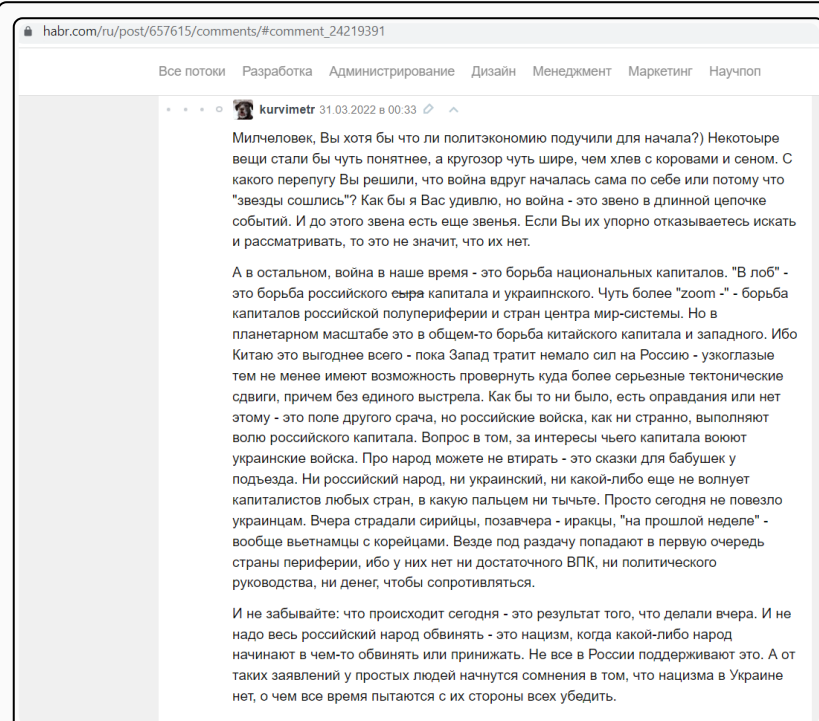 habr.com/ru/post/657615/comments/#comment_24219391
Все потоки Разработка Администрирование Дизайн Менеджмент Маркетинг Научпоп
kurvimetr 31.03.2022 в 00:33
Милчеловек, Вы хотя бы что ли политэкономию подучили для начала?) Некотоыре
вещи стали бы чуть понятнее, а кругозор чуть шире, чем хлев с коровами и сеном. С
какого перепугу Вы решили, что война вдруг началась сама по себе или потому что
"звезды сошлись"? Как бы я Вас удивлю, но война - это звено в длинной цепочке
событий. И до этого звена есть еще звенья. Если Вы их упорно отказываетесь искать
и рассматривать, то это не значит, что их нет.
А в остальном, война в наше время - это борьба национальных капиталов. "В лоб" -
это борьба российского сыра капитала и украипнского. Чуть более "zoom -" - борьба
капиталов российской полупериферии и стран центра мир-системы. Но в
планетарном масштабе это в общем-то борьба китайского капитала и западного. Ибо
Китаю это выгоднее всего - пока Запад тратит немало сил на Россию - узкоглазые
тем не менее имеют возможность провернуть куда более серьезные тектонические
сдвиги, причем без единого выстрела. Как бы то ни было, есть оправдания или нет
этому - это поле другого срача, но российские войска, как ни странно, выполняют
волю российского капитала. Вопрос в том, за интересы чьего капитала воюют
украинские войска. Про народ можете не втирать - это сказки для бабушек у
подъезда. Ни российский народ, ни украинский, ни какой-либо еще не волнует
капиталистов любых стран, в какую пальцем ни тычьте. Просто сегодня не повезло
украинцам. Вчера страдали сирийцы, позавчера - иракцы, "на прошлой неделе" -
вообще вьетнамцы с корейцами. Везде под раздачу попадают в первую очередь
страны периферии, ибо у них нет ни достаточного ВПК, ни политического
руководства, ни денег, чтобы сопротивляться.
И не забывайте: что происходит сегодня - это результат того, что делали вчера. И не
надо весь российский народ обвинять - это нацизм, когда какой-либо народ
начинают в чем-то обвинять или принижать. Не все в России поддерживают это. А от
таких заявлений у простых людей начнутся сомнения в том, что нацизма в Украине
нет, о чем все время пытаются с их стороны всех убедить.